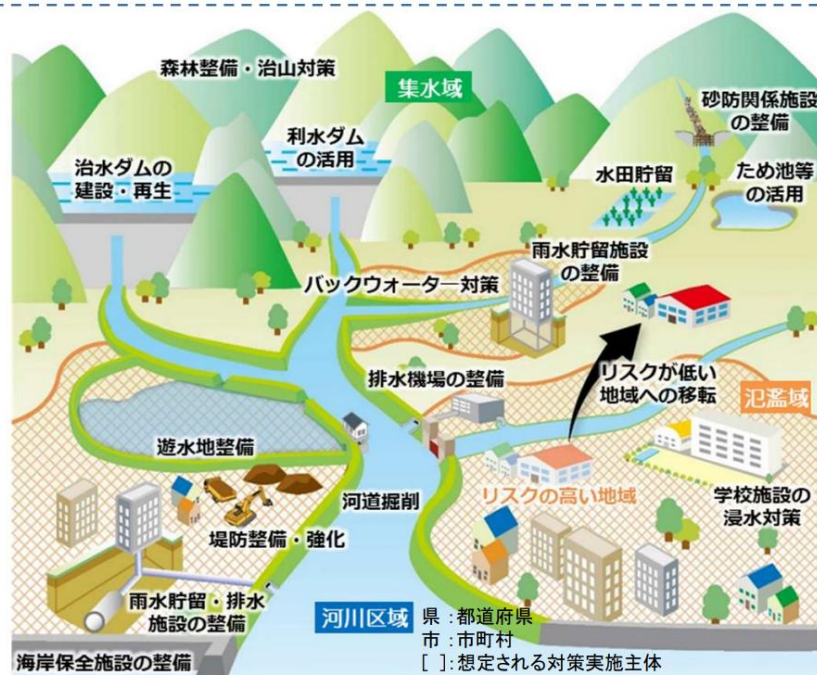 森林整備・治山対策
集水域
砂防関係施設
の整備
治水ダムの
建設・再生
利水ダム
の活用
水田貯留
ため池等
の活用
雨水貯留施設
の整備
バックウォーター対策
排水機場の整備
リスクが低い
地域への移転
氾濫域
遊水地整備
河道掘削
リスクの高い地域
学校施設の
浸水対策
堤防整備・強化
雨水貯留・排水
施設の整備
河川区域
県：都道府県
市：市町村
[ ]：想定される対策実施主体
海岸保全施設の整備